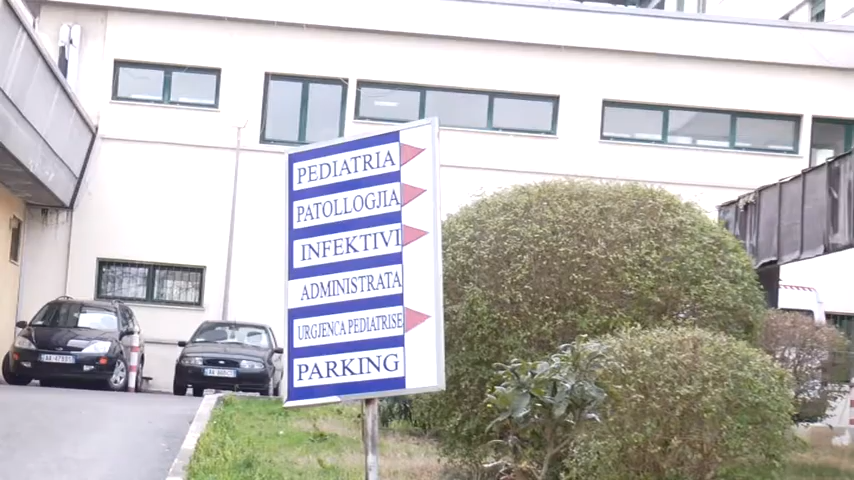 PEDIATRIA
PATOLLOGJIA
INFEKTIVI
ADMINISTRATA
URGJENCA PEDIATRISE
PARKING